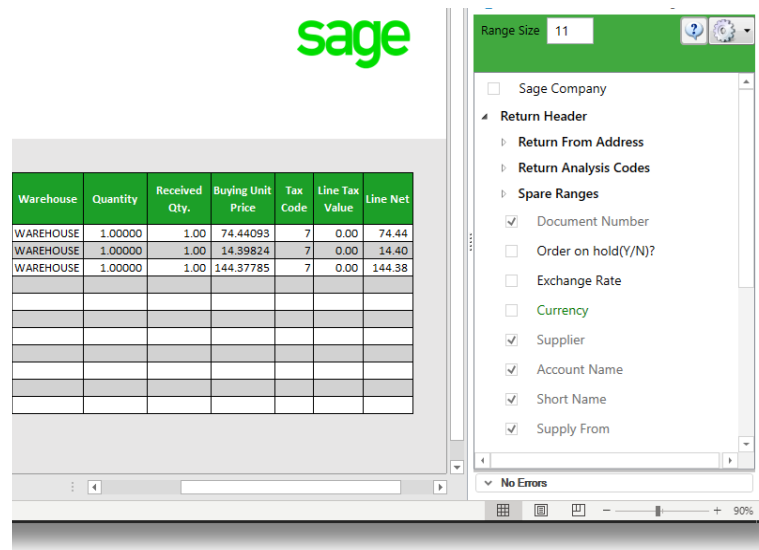 sage
Warehouse Quantity Received Qty. Buying Unit Price Tax Code Line Tax Value Line Net
WAREHOUSE 1.00000 1.00 74.44093 7 0.00 74.44
WAREHOUSE 1.00000 1.00 14.39824 7 0.00 14.40
WAREHOUSE 1.00000 1.00 144.37785 7 0.00 144.38
Range Size 11
Sage Company
Return Header
Return From Address
Return Analysis Codes
Spare Ranges
Document Number
Order on hold(Y/N)?
Exchange Rate
Currency
Supplier
Account Name
Short Name
Supply From
No Errors
90%